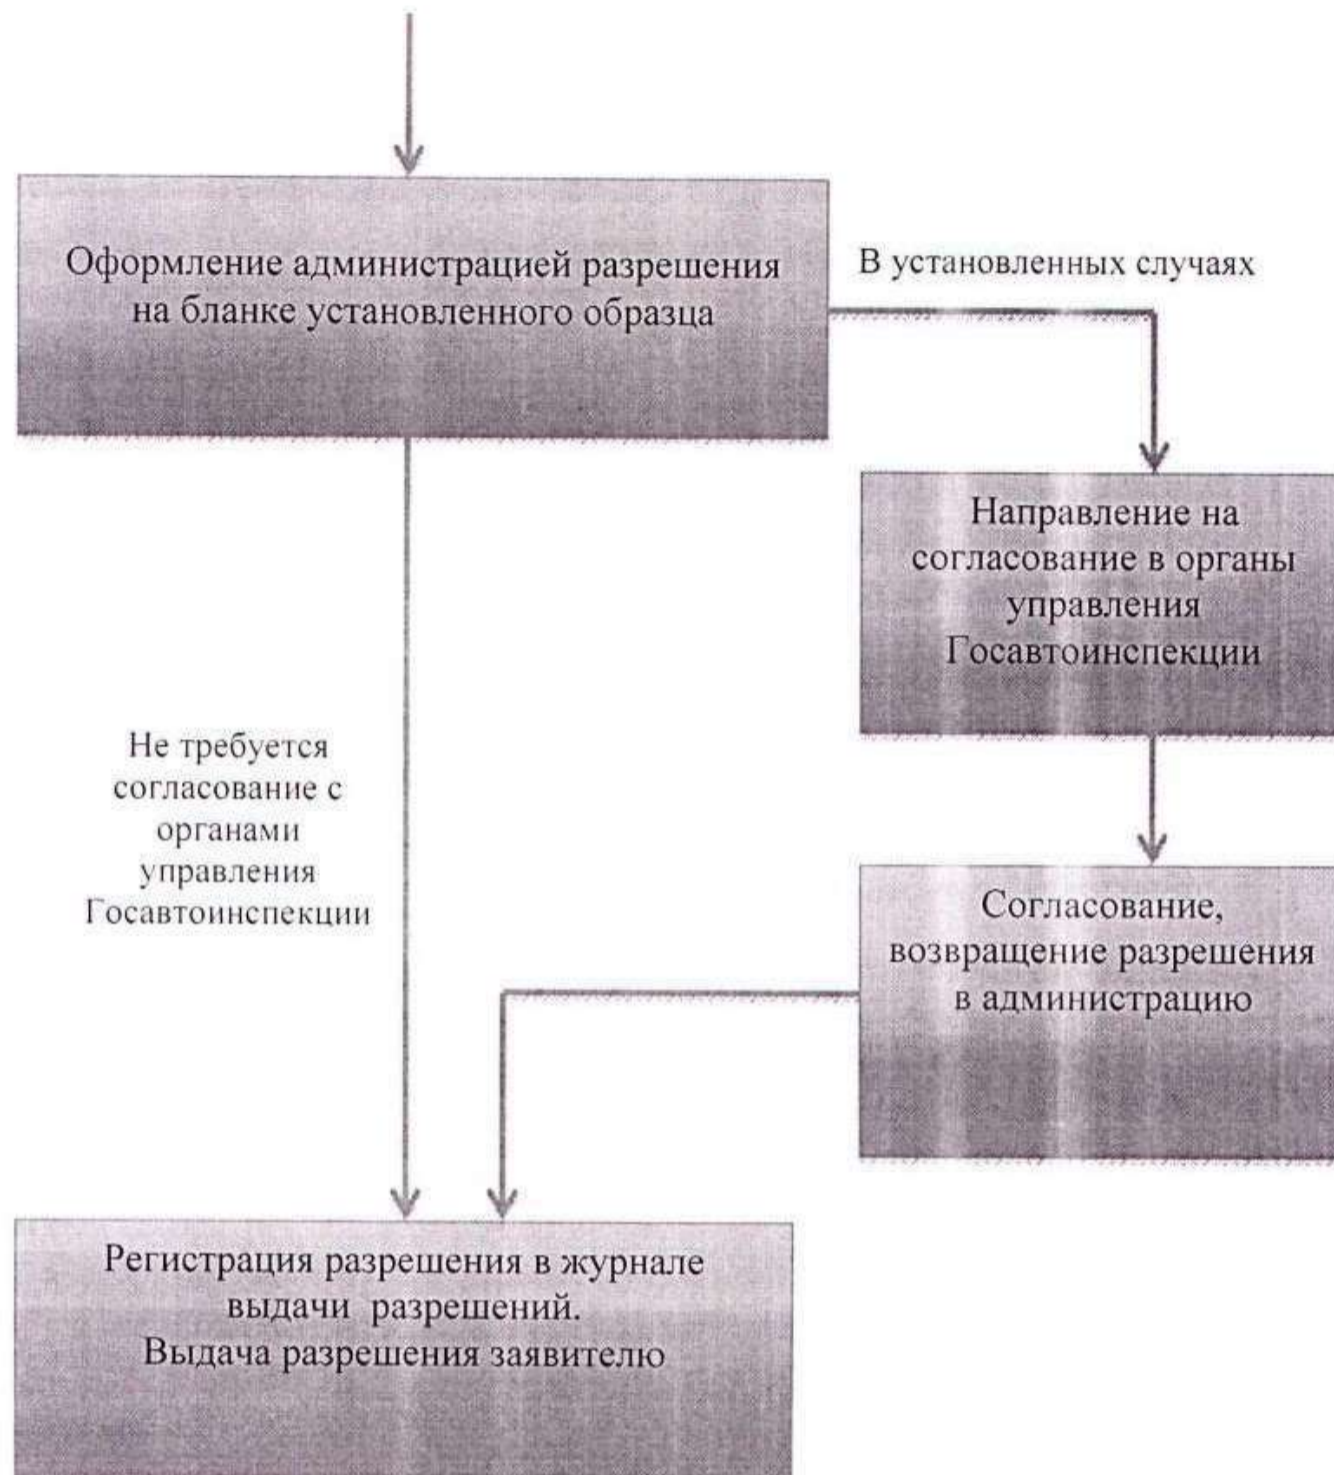 Оформление администрацией разрешения
на бланке установленного образца
В установленных случаях
Направление на
согласование в органы
управления
Госавтоинспекции
Не требуется
согласование с
органами
управления
Госавтоинспекции
Согласование,
возвращение разрешения
в администрацию
Регистрация разрешения в журнале
выдачи разрешений.
Выдача разрешения заявителю